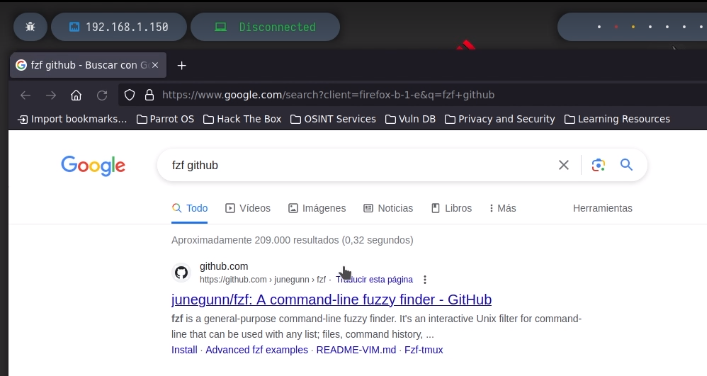 192.168.1.150
Disconnected
fzf github - Buscar con G
https://www.google.com/search?client=firefox-b-1-e&q=fzf+github
Import bookmarks... Parrot OS Hack The Box OSINT Services Vuln DB Privacy and Security Learning Resources
Google
fzf github
Todo Vídeos Imágenes Noticias Libros Más Herramientas
Aproximadamente 209.000 resultados (0,32 segundos)
github.com
https://github.com › junegunn › fzf · Traducir esta página
junegunn/fzf: A command-line fuzzy finder - GitHub
fzf is a general-purpose command-line fuzzy finder. It's an interactive Unix filter for command-
line that can be used with any list; files, command history, ...
Install · Advanced fzf examples · README-VIM.md · Fzf-tmux